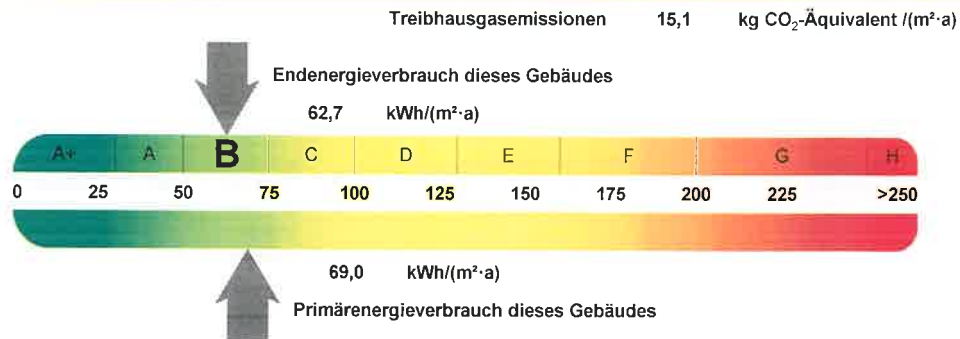 Treibhausgasemissionen 15,1 kg CO₂-Äquivalent /(m²·a)
Endenergieverbrauch dieses Gebäudes
62,7 kWh/(m²·a)
A+ A B C D E F G H
0 25 50 75 100 125 150 175 200 225 >250
69,0 kWh/(m²·a)
Primärenergieverbrauch dieses Gebäudes